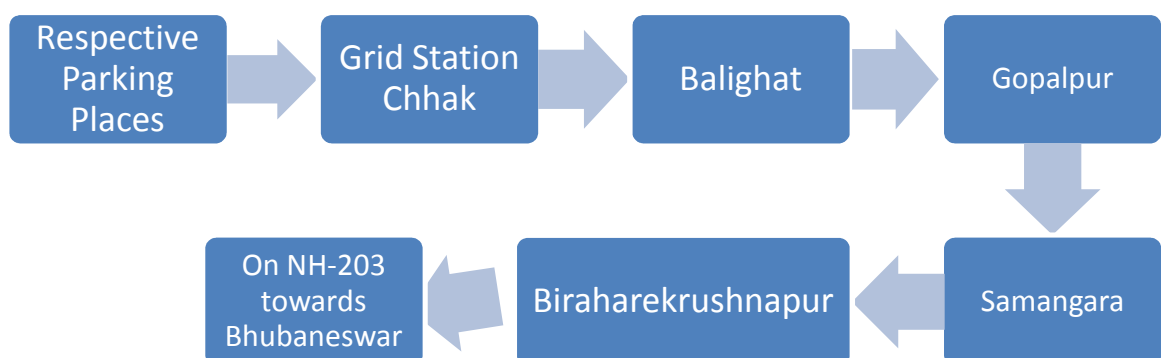 Respective
Parking
Places
Grid Station
Chhak
Balighat
Gopalpur
Samangara
Biraharekrushnapur
On NH-203
towards
Bhubaneswar